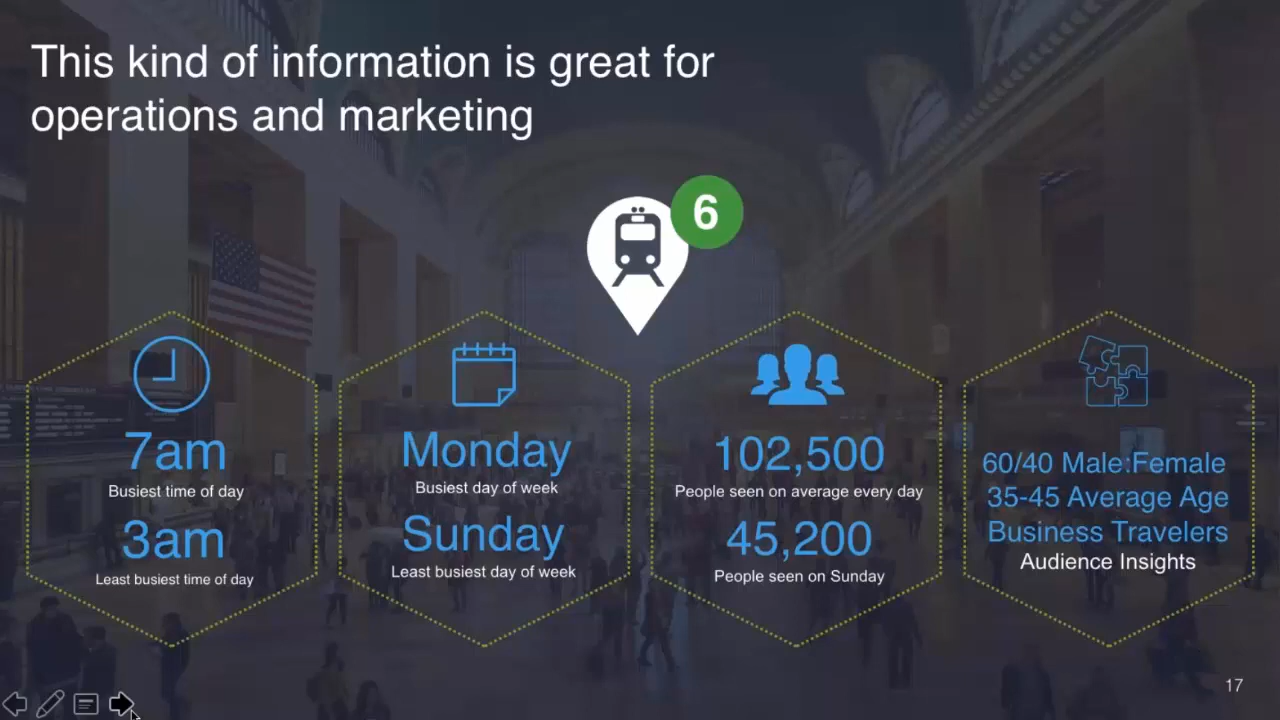 This kind of information is great for
operations and marketing
6
7am
Busiest time of day
3am
Least busiest time of day
Monday
Busiest day of week
Sunday
Least busiest day of week
102,500
People seen on average every day
45,200
People seen on Sunday
60/40 Male:Female
35-45 Average Age
Business Travelers
Audience Insights
17